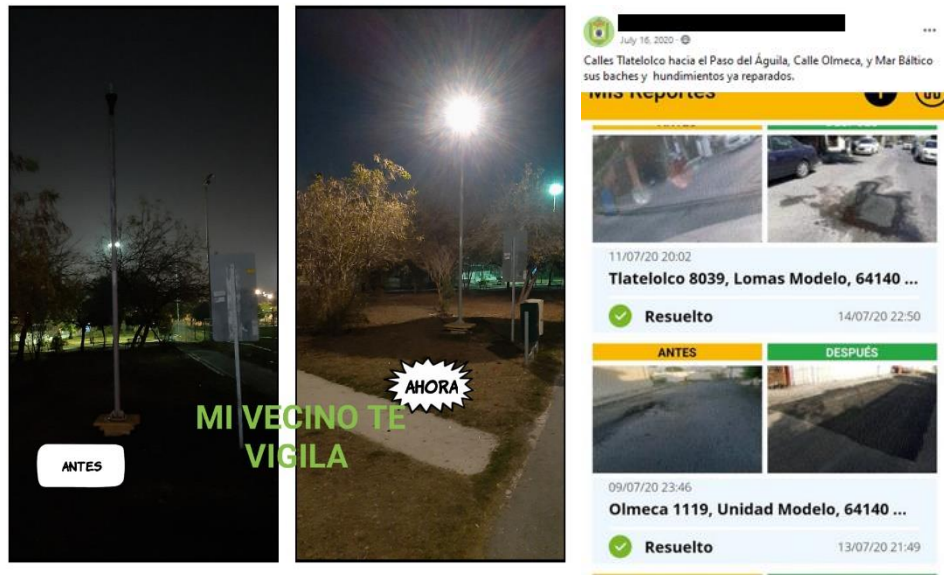 ANTES
AHORA
MI VECINO TE
VIGILA
July 16, 2020
Calles Tlatelolco hacia el Paso del Águila, Calle Olmeca, y Mar Báltico
sus baches y hundimientos ya reparados.
Mis Reportes
ANTES
DESPUÉS
11/07/20 20:02
Tlatelolco 8039, Lomas Modelo, 64140 ...
Resuelto
14/07/20 22:50
ANTES
DESPUÉS
09/07/20 23:46
Olmeca 1119, Unidad Modelo, 64140 ...
Resuelto
13/07/20 21:49